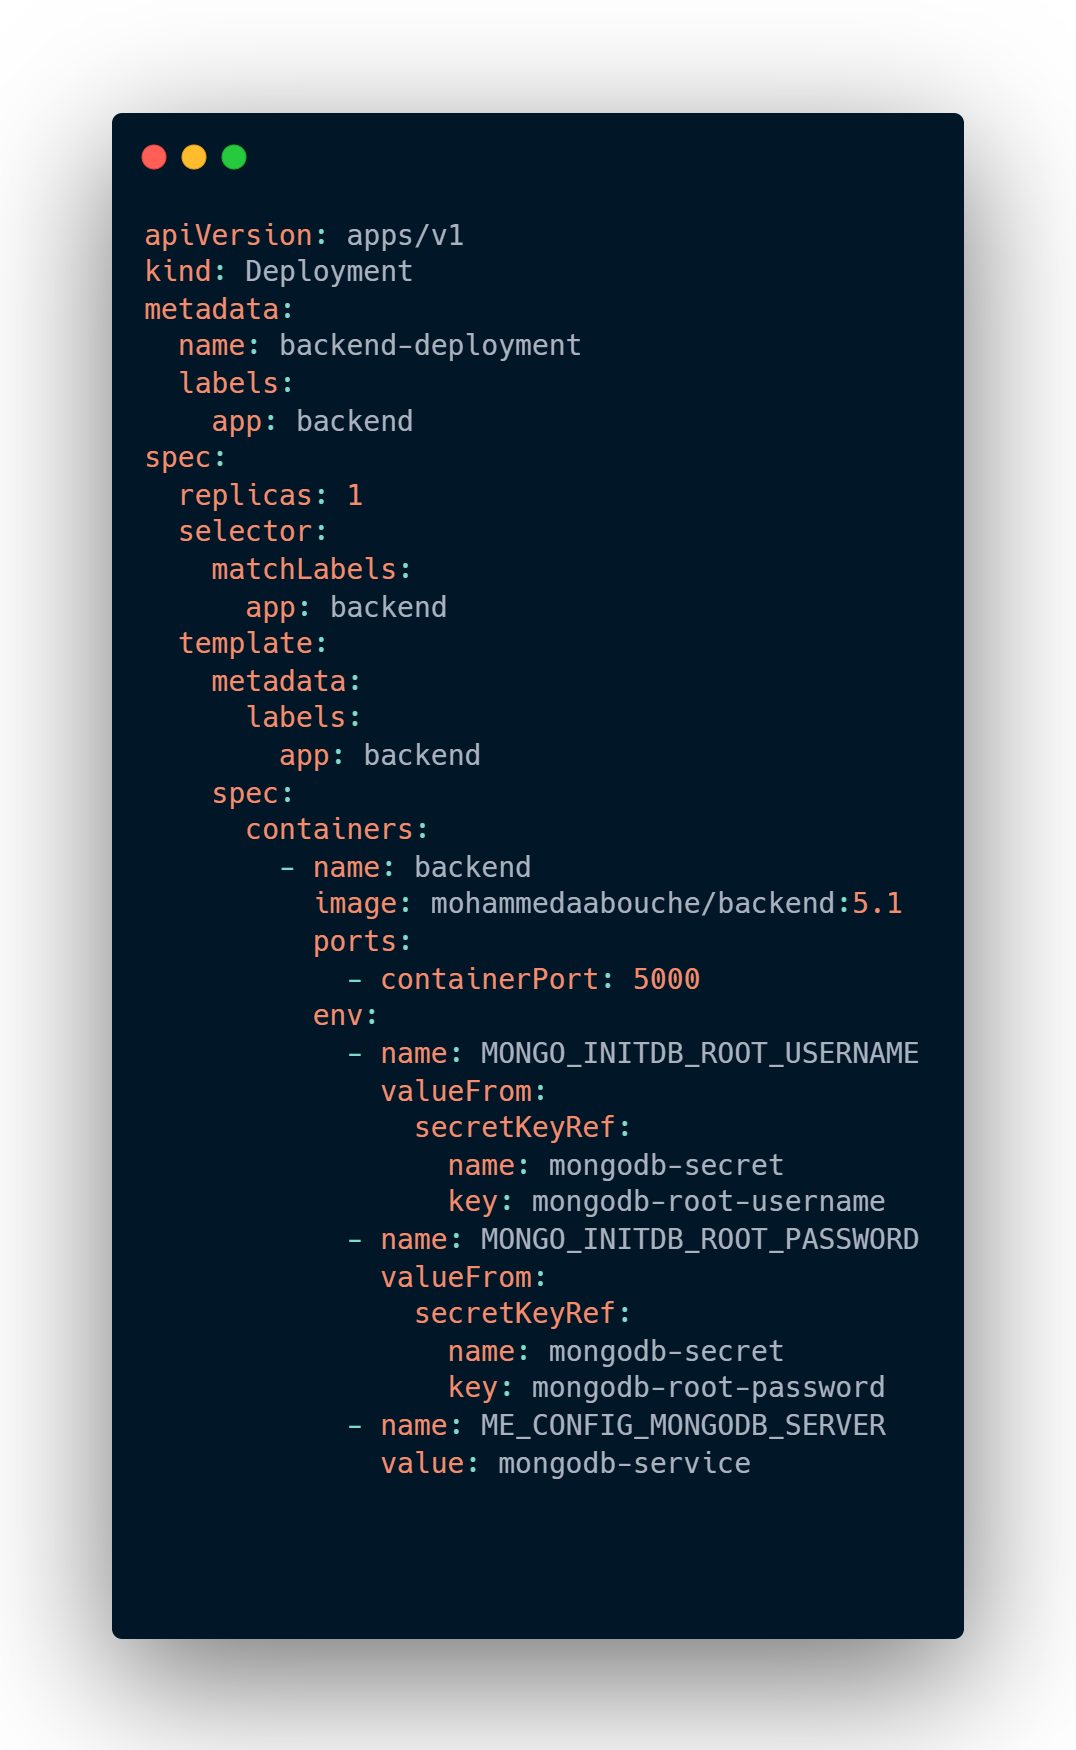 apiVersion: apps/v1
kind: Deployment
metadata:
  name: backend-deployment
  labels:
    app: backend
spec:
  replicas: 1
  selector:
    matchLabels:
      app: backend
  template:
    metadata:
      labels:
        app: backend
    spec:
      containers:
        - name: backend
          image: mohammedaabouche/backend:5.1
          ports:
            - containerPort: 5000
          env:
            - name: MONGO_INITDB_ROOT_USERNAME
              valueFrom:
                secretKeyRef:
                  name: mongodb-secret
                  key: mongodb-root-username
            - name: MONGO_INITDB_ROOT_PASSWORD
              valueFrom:
                secretKeyRef:
                  name: mongodb-secret
                  key: mongodb-root-password
            - name: ME_CONFIG_MONGODB_SERVER
              value: mongodb-service